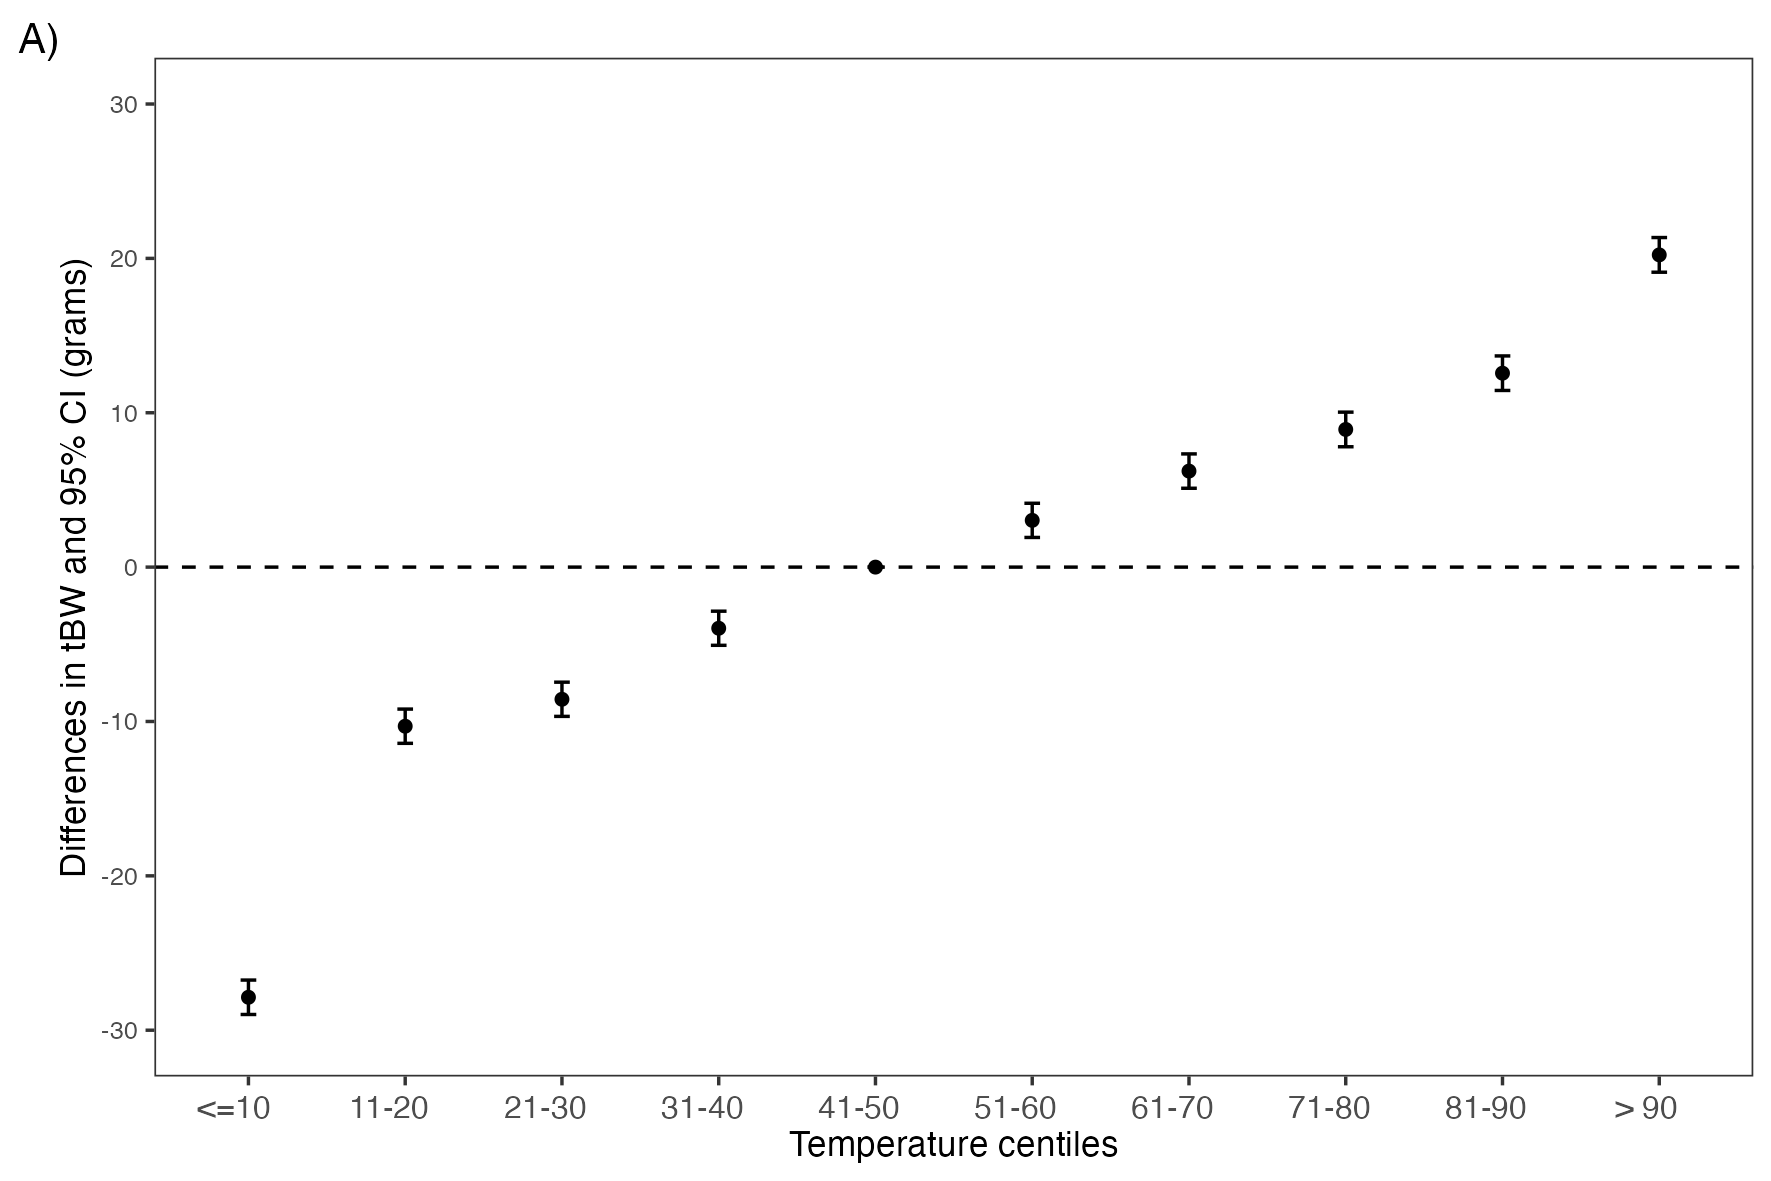 A)
Differences in tBW and 95% CI (grams)
30
20
10
0
-10
-20
-30
<=10 11-20 21-30 31-40 41-50 51-60 61-70 71-80 81-90 > 90
Temperature centiles